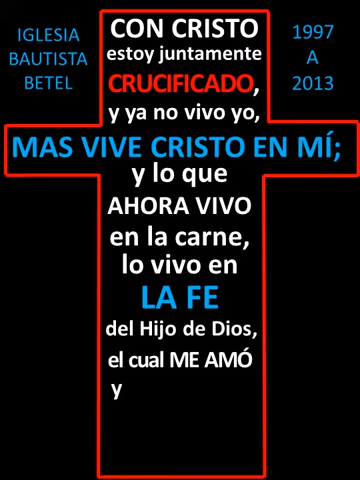 IGLESIA
BAUTISTA
BETEL
1997
A
2013
CON CRISTO
estoy juntamente
CRUCIFICADO,
y ya no vivo yo,
MAS VIVE CRISTO EN MÍ;
y lo que
AHORA VIVO
en la carne,
lo vivo en
LA FE
del Hijo de Dios,
el cual ME AMÓ
y